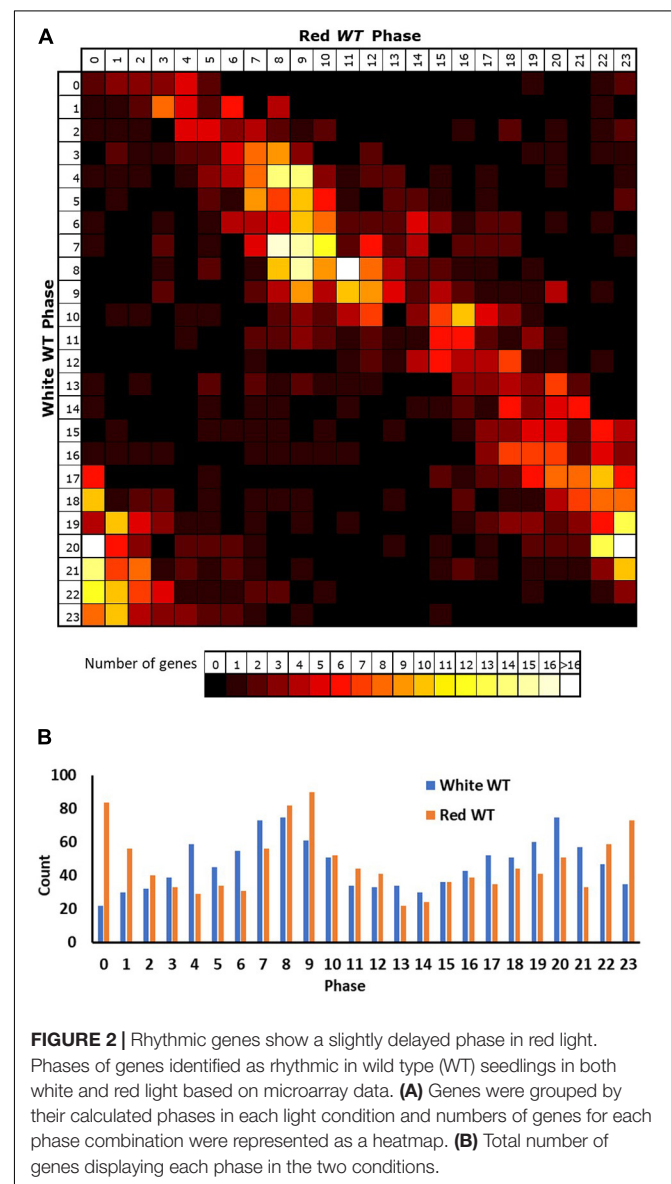 A
Red WT Phase
0 1 2 3 4 5 6 7 8 9 10 11 12 13 14 15 16 17 18 19 20 21 22 23
White WT Phase
0
1
2
3
4
5
6
7
8
9
10
11
12
13
14
15
16
17
18
19
20
21
22
23
Number of genes 0 1 2 3 4 5 6 7 8 9 10 11 12 13 14 15 16 >16
B
100
80
60
40
20
0
Count
White WT
Red WT
0 1 2 3 4 5 6 7 8 9 10 11 12 13 14 15 16 17 18 19 20 21 22 23
Phase
FIGURE 2 | Rhythmic genes show a slightly delayed phase in red light.
Phases of genes identified as rhythmic in wild type (WT) seedlings in both
white and red light based on microarray data. (A) Genes were grouped by
their calculated phases in each light condition and numbers of genes for each
phase combination were represented as a heatmap. (B) Total number of
genes displaying each phase in the two conditions.